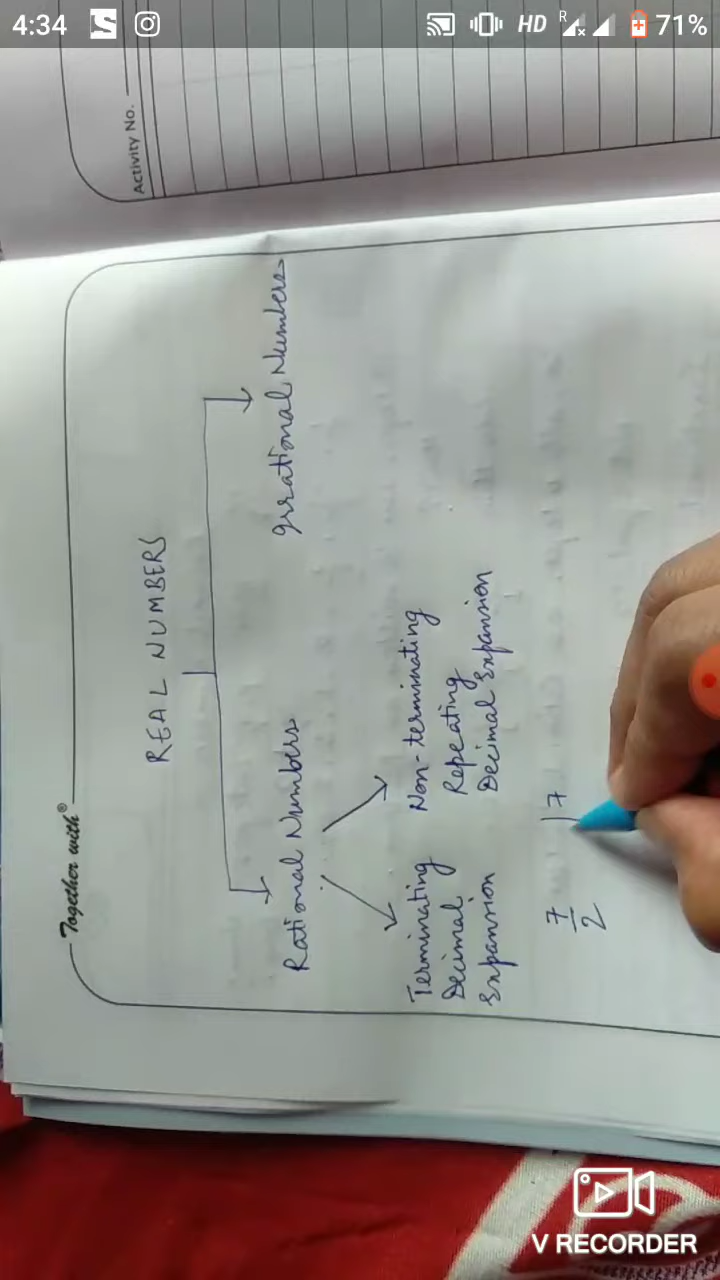 4:34
HD
R
71%
Activity No.
Together with®
REAL NUMBERS
Rational Numbers
Irrational Numbers
Terminating
Decimal
Expansion
Non-terminating
Repeating
Decimal Expansion
7
2
7
V RECORDER